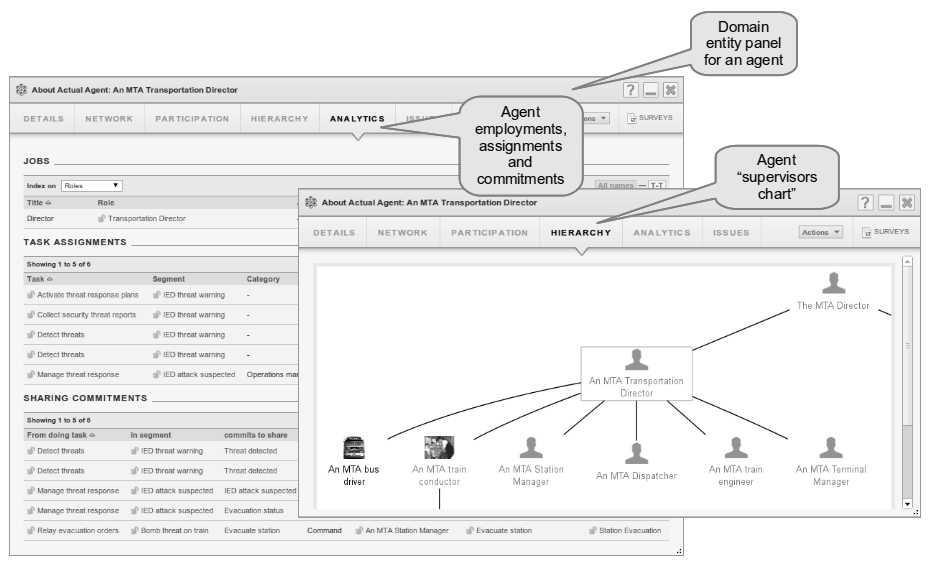 Domain
entity panel
for an agent
About Actual Agent: An MTA Transportation Director
?
DETAILS NETWORK PARTICIPATION HIERARCHY ANALYTICS SURVEYS
Agent
employments,
assignments
and
commitments
JOBS
Index on Roles All names — T-T
Title Role
Director Transportation Director
TASK ASSIGNMENTS
Showing 1 to 5 of 6
Task Segment Category
Activate threat response plans IED threat warning -
Collect security threat reports IED threat warning -
Detect threats IED threat warning -
Detect threats IED threat warning -
Manage threat response IED attack suspected Operations
SHARING COMMITMENTS
Showing 1 to 5 of 6
From doing task in segment commits to share
Detect threats IED threat warning Threat detected
Detect threats IED threat warning Threat detected
Manage threat response IED attack suspected IED attack suspected
Manage threat response IED attack suspected Evacuation status
Relay evacuation orders Bomb threat on train Evacuate station Command An MTA Station Manager Evacuate station Station Evacuation
Agent
“supervisors
chart”
About Actual Agent: An MTA Transportation Director
?
DETAILS NETWORK PARTICIPATION HIERARCHY ANALYTICS ISSUES Actions SURVEYS
The MTA Director
An MTA Transportation
Director
An MTA bus
driver
An MTA train
conductor
An MTA Station
Manager
An MTA Dispatcher
An MTA train
engineer
An MTA Terminal
Manager